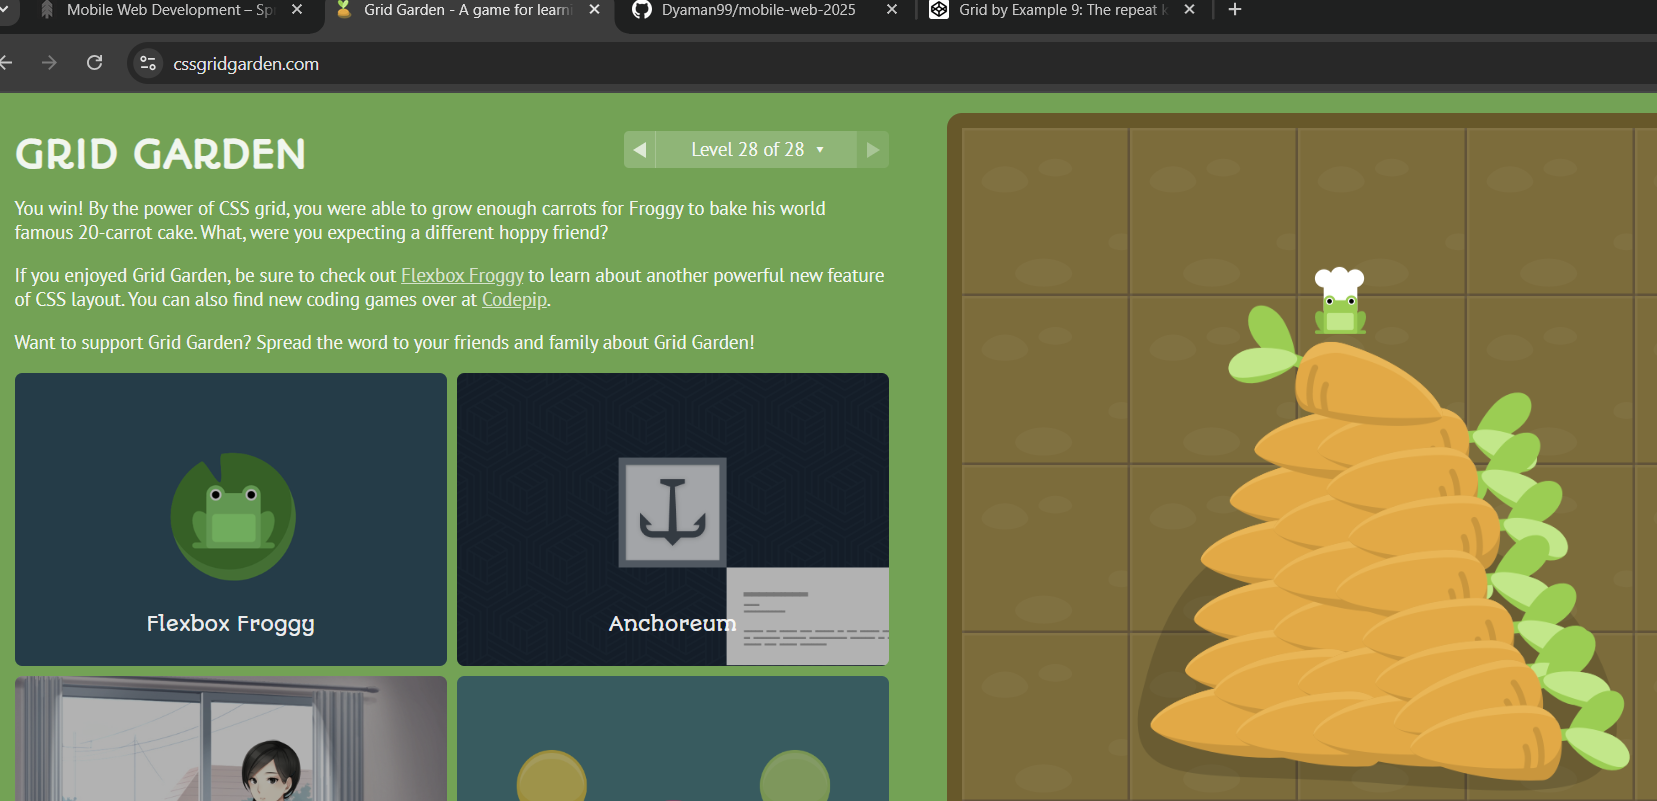 Mobile Web Development – Sp
Grid Garden - A game for learni
Dyaman99/mobile-web-2025
Grid by Example 9: The repeat k
cssgridgarden.com
GRID GARDEN
Level 28 of 28
You win! By the power of CSS grid, you were able to grow enough carrots for Froggy to bake his world
famous 20-carrot cake. What, were you expecting a different hoppy friend?
If you enjoyed Grid Garden, be sure to check out Flexbox Froggy to learn about another powerful new feature
of CSS layout. You can also find new coding games over at Codepip.
Want to support Grid Garden? Spread the word to your friends and family about Grid Garden!
Flexbox Froggy
Anchoreum